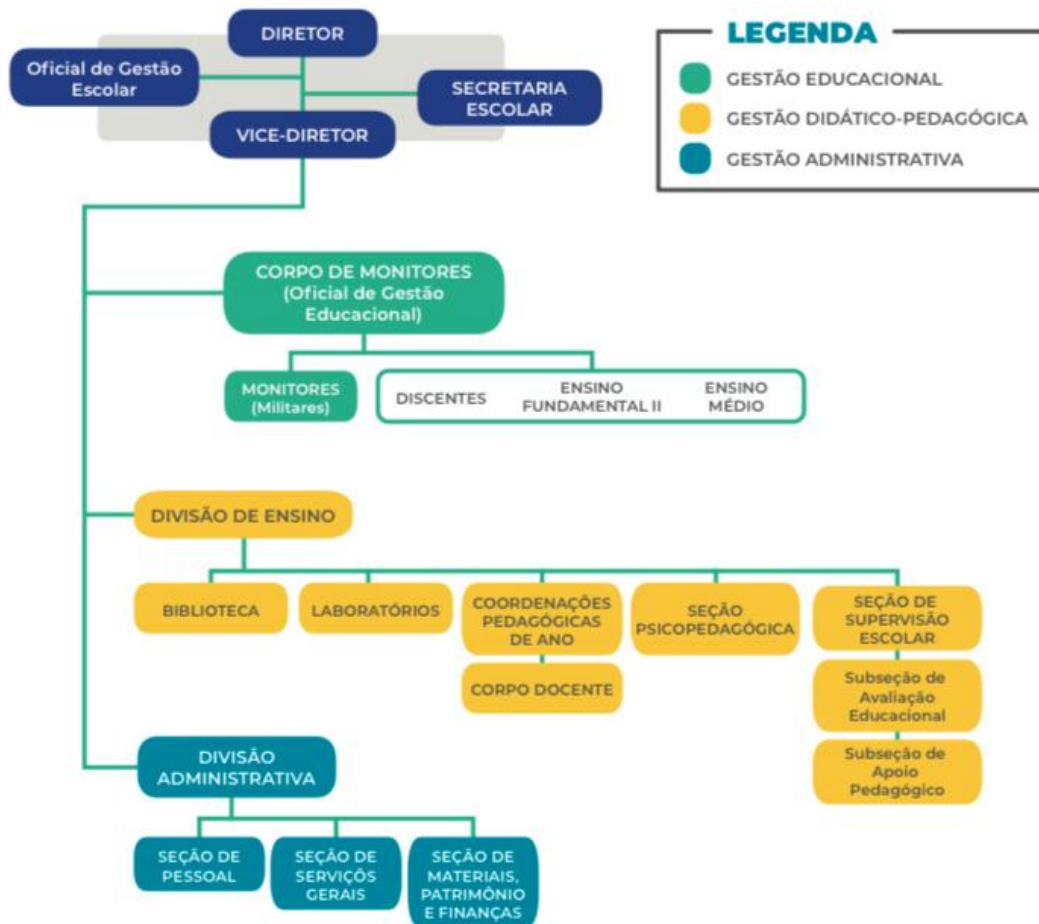 DIRETOR
Oficial de Gestão
Escolar
SECRETARIA
ESCOLAR
VICE-DIRETOR
LEGENDA
GESTÃO EDUCACIONAL
GESTÃO DIDÁTICO-PEDAGÓGICA
GESTÃO ADMINISTRATIVA
CORPO DE MONITORES
(Oficial de Gestão
Educacional)
MONITORES
(Militares)
DISCENTES
ENSINO
FUNDAMENTAL II
ENSINO
MÉDIO
DIVISÃO DE ENSINO
BIBLIOTECA
LABORATÓRIOS
COORDENAÇÕES
PEDAGÓGICAS
DE ANO
CORPO DOCENTE
SEÇÃO
PSICOPEDAGÓGICA
SEÇÃO DE
SUPERVISÃO
ESCOLAR
Subseção de
Avaliação
Educacional
Subseção de
Apoio
Pedagógico
DIVISÃO
ADMINISTRATIVA
SEÇÃO DE
PESSOAL
SEÇÃO DE
SERVIÇÕS
GERAIS
SEÇÃO DE
MATERIAIS,
PATRIMÔNIO
E FINANÇAS